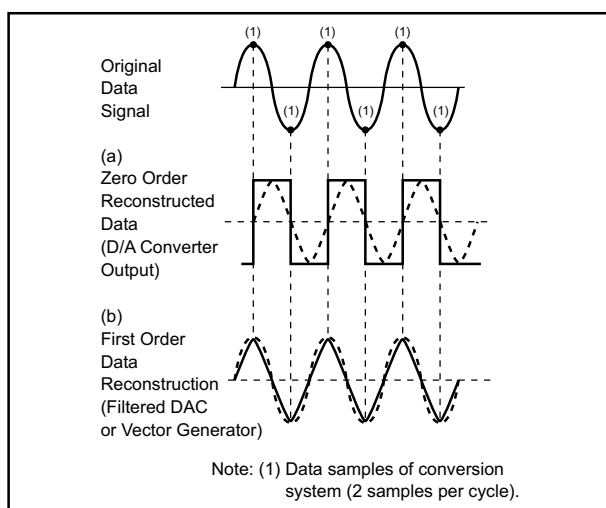 (1) (1) (1)
Original
Data
Signal
(1) (1) (1)
(a)
Zero Order
Reconstructed
Data
(D/A Converter
Output)
(b)
First Order
Data
Reconstruction
(Filtered DAC
or Vector Generator)
Note: (1) Data samples of conversion
system (2 samples per cycle).